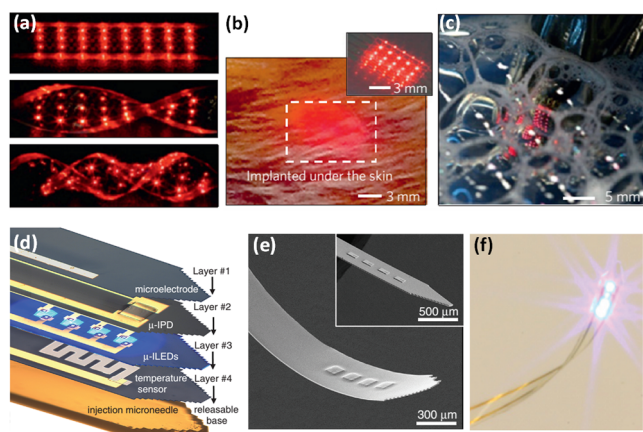 (a)
(b)
3 mm
Implanted under the skin
3 mm
(c)
5 mm
(d)
Layer #1
microelectrode
Layer #2
μ-IPD
Layer #3
μ-ILEDs
Layer #4
temperature
sensor
injection microneedle
releasable
base
(e)
500 μm
300 μm
(f)